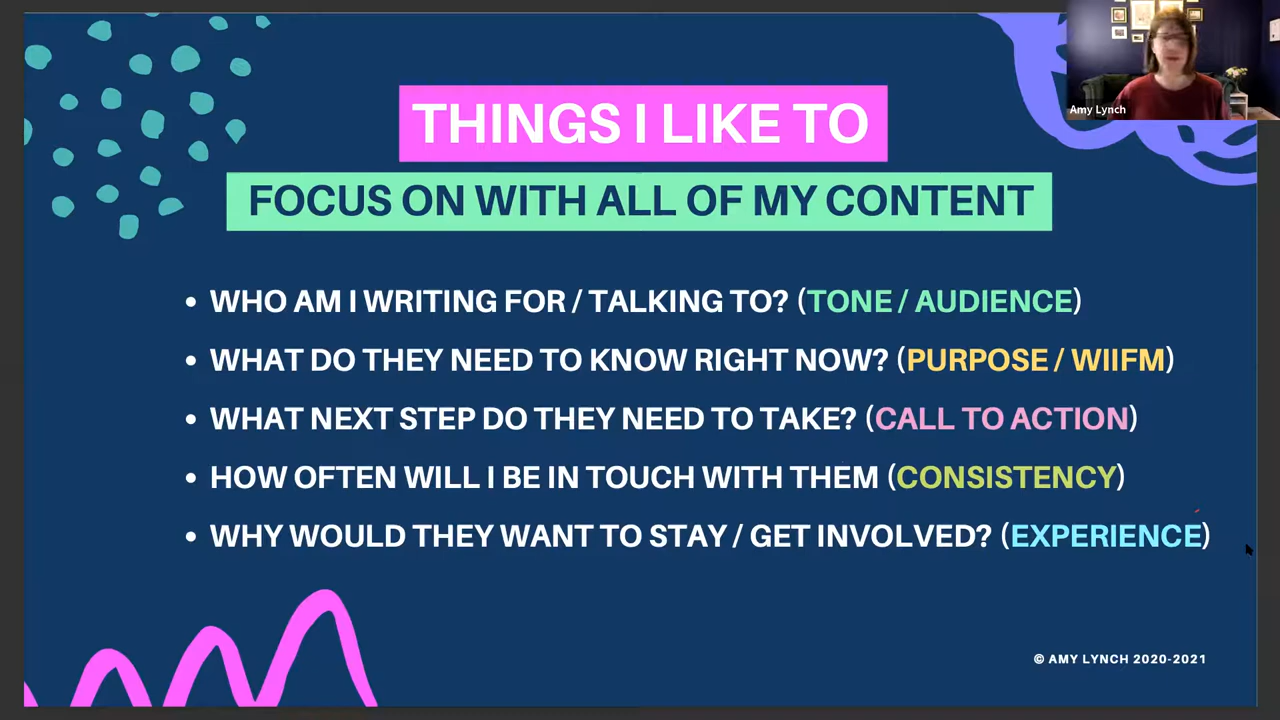 THINGS I LIKE TO
FOCUS ON WITH ALL OF MY CONTENT
Amy Lynch
• WHO AM I WRITING FOR / TALKING TO? (TONE / AUDIENCE)
• WHAT DO THEY NEED TO KNOW RIGHT NOW? (PURPOSE / WIIFM)
• WHAT NEXT STEP DO THEY NEED TO TAKE? (CALL TO ACTION)
• HOW OFTEN WILL I BE IN TOUCH WITH THEM (CONSISTENCY)
• WHY WOULD THEY WANT TO STAY / GET INVOLVED? (EXPERIENCE)
© AMY LYNCH 2020-2021